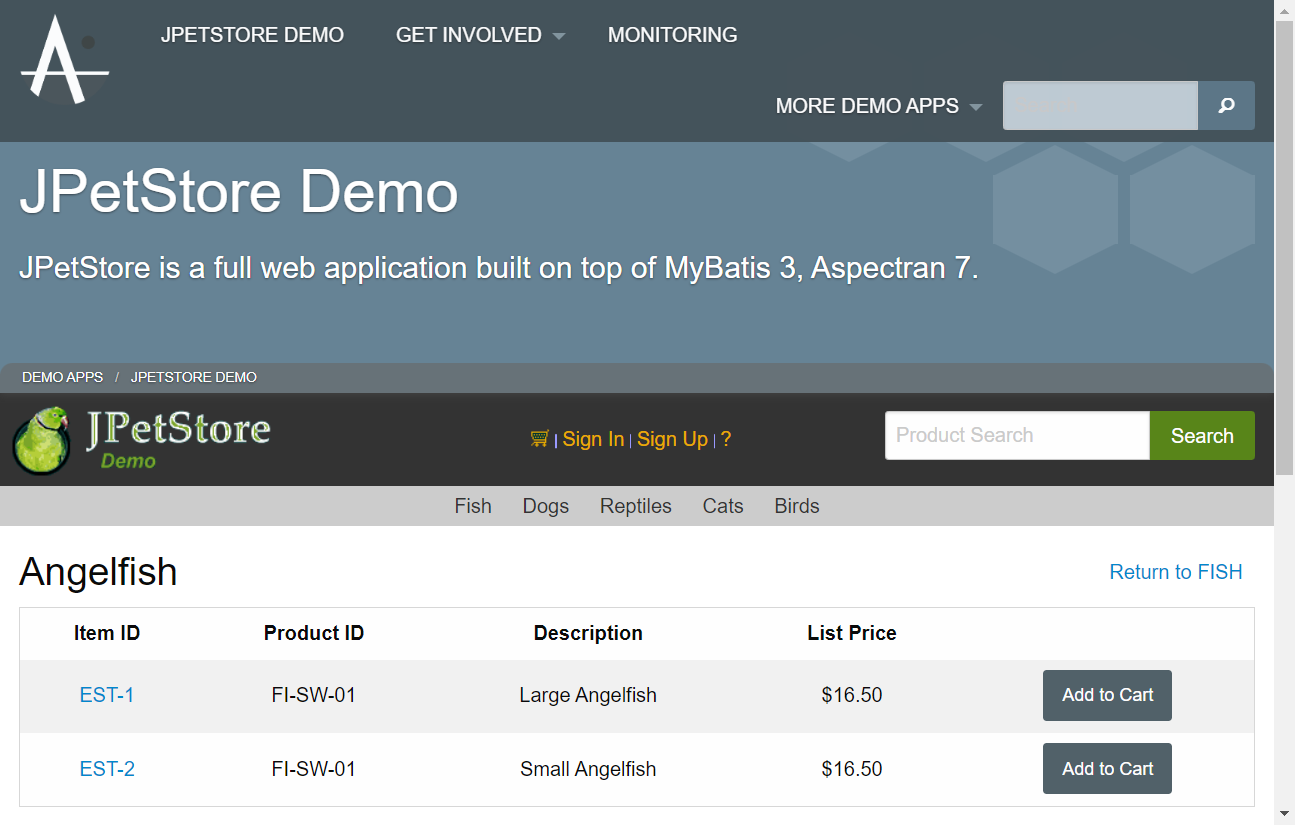 JPETSTORE DEMO GET INVOLVED MONITORING
MORE DEMO APPS
JPetStore Demo
JPetStore is a full web application built on top of MyBatis 3, Aspectran 7.
DEMO APPS / JPETSTORE DEMO
JPetStore
Demo
| Sign In | Sign Up | ?
Product Search Search
Fish Dogs Reptiles Cats Birds
Angelfish Return to FISH
Item ID Product ID Description List Price
EST-1 FI-SW-01 Large Angelfish $16.50 Add to Cart
EST-2 FI-SW-01 Small Angelfish $16.50 Add to Cart